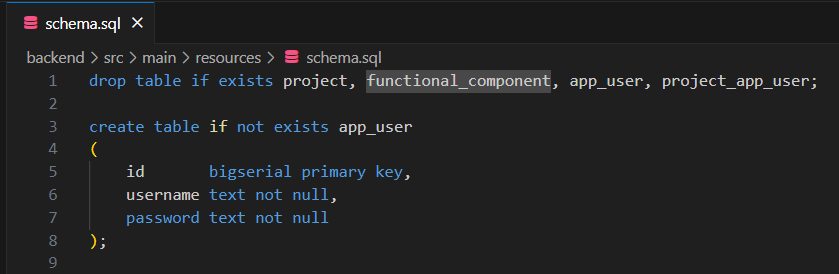 schema.sql ×
backend > src > main > resources > schema.sql
1 drop table if exists project, functional_component, app_user, project_app_user;
2
3 create table if not exists app_user
4 (
5     id       bigserial primary key,
6     username text not null,
7     password text not null
8 );
9